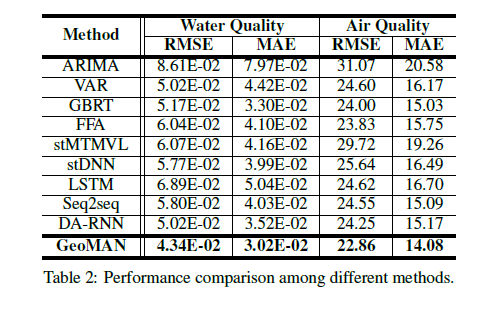 Method Water Quality Air Quality
RMSE MAE RMSE MAE
ARIMA 8.61E-02 7.97E-02 31.07 20.58
VAR 5.02E-02 4.42E-02 24.60 16.17
GBRT 5.17E-02 3.30E-02 24.00 15.03
FFA 6.04E-02 4.10E-02 23.83 15.75
stMTMVL 6.07E-02 4.16E-02 29.72 19.26
stDNN 5.77E-02 3.99E-02 25.64 16.49
LSTM 6.89E-02 5.04E-02 24.62 16.70
Seq2seq 5.80E-02 4.03E-02 24.55 15.09
DA-RNN 5.02E-02 3.52E-02 24.25 15.17
GeoMAN 4.34E-02 3.02E-02 22.86 14.08
Table 2: Performance comparison among different methods.